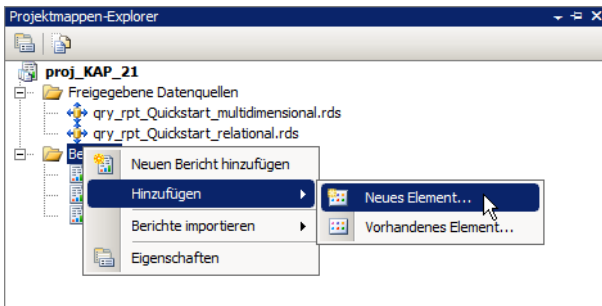 Projektmappen-Explorer
proj_KAP_21
Freigegebene Datenquellen
qry_rpt_Quickstart_multidimensional.rds
qry_rpt_Quickstart_relational.rds
Be
Neuen Bericht hinzufügen
Hinzufügen
Neues Element...
Berichte importieren
Vorhandenes Element...
Eigenschaften